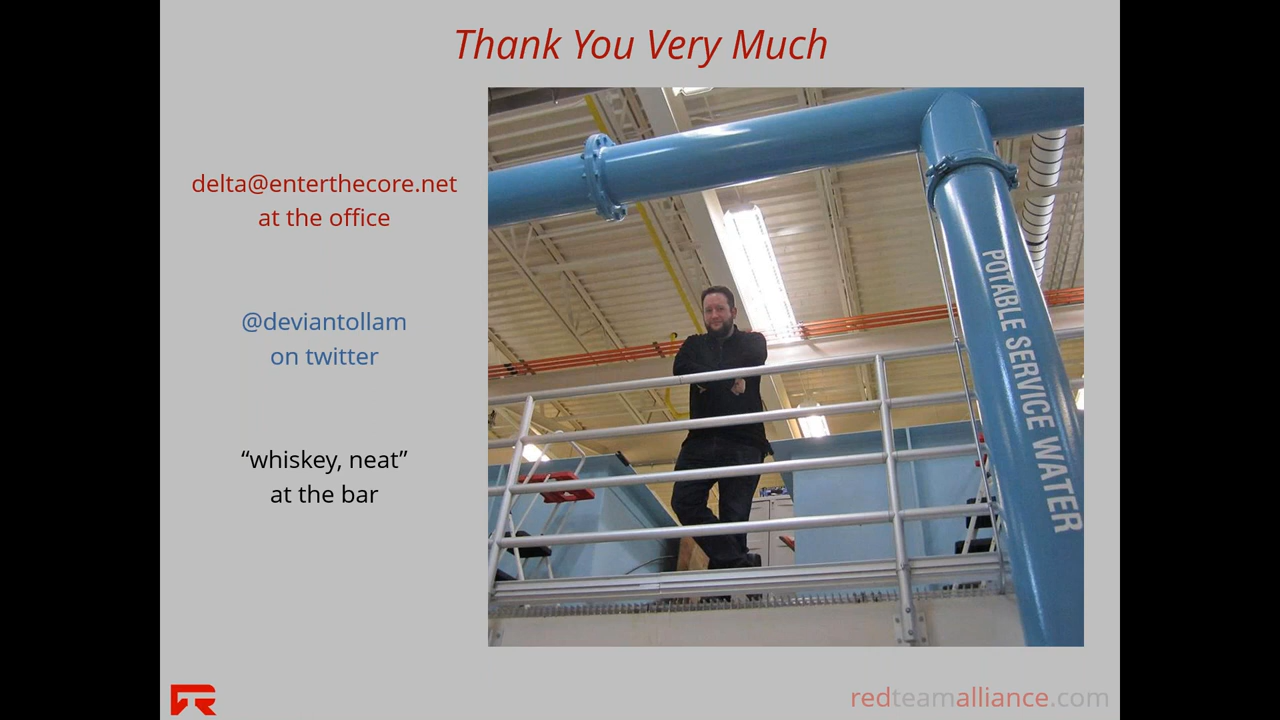 Thank You Very Much
delta@enterthecore.net
at the office
@deviantollam
on twitter
“whiskey, neat”
at the bar
POTABLE SERVICE WATER
redteamalliance.com